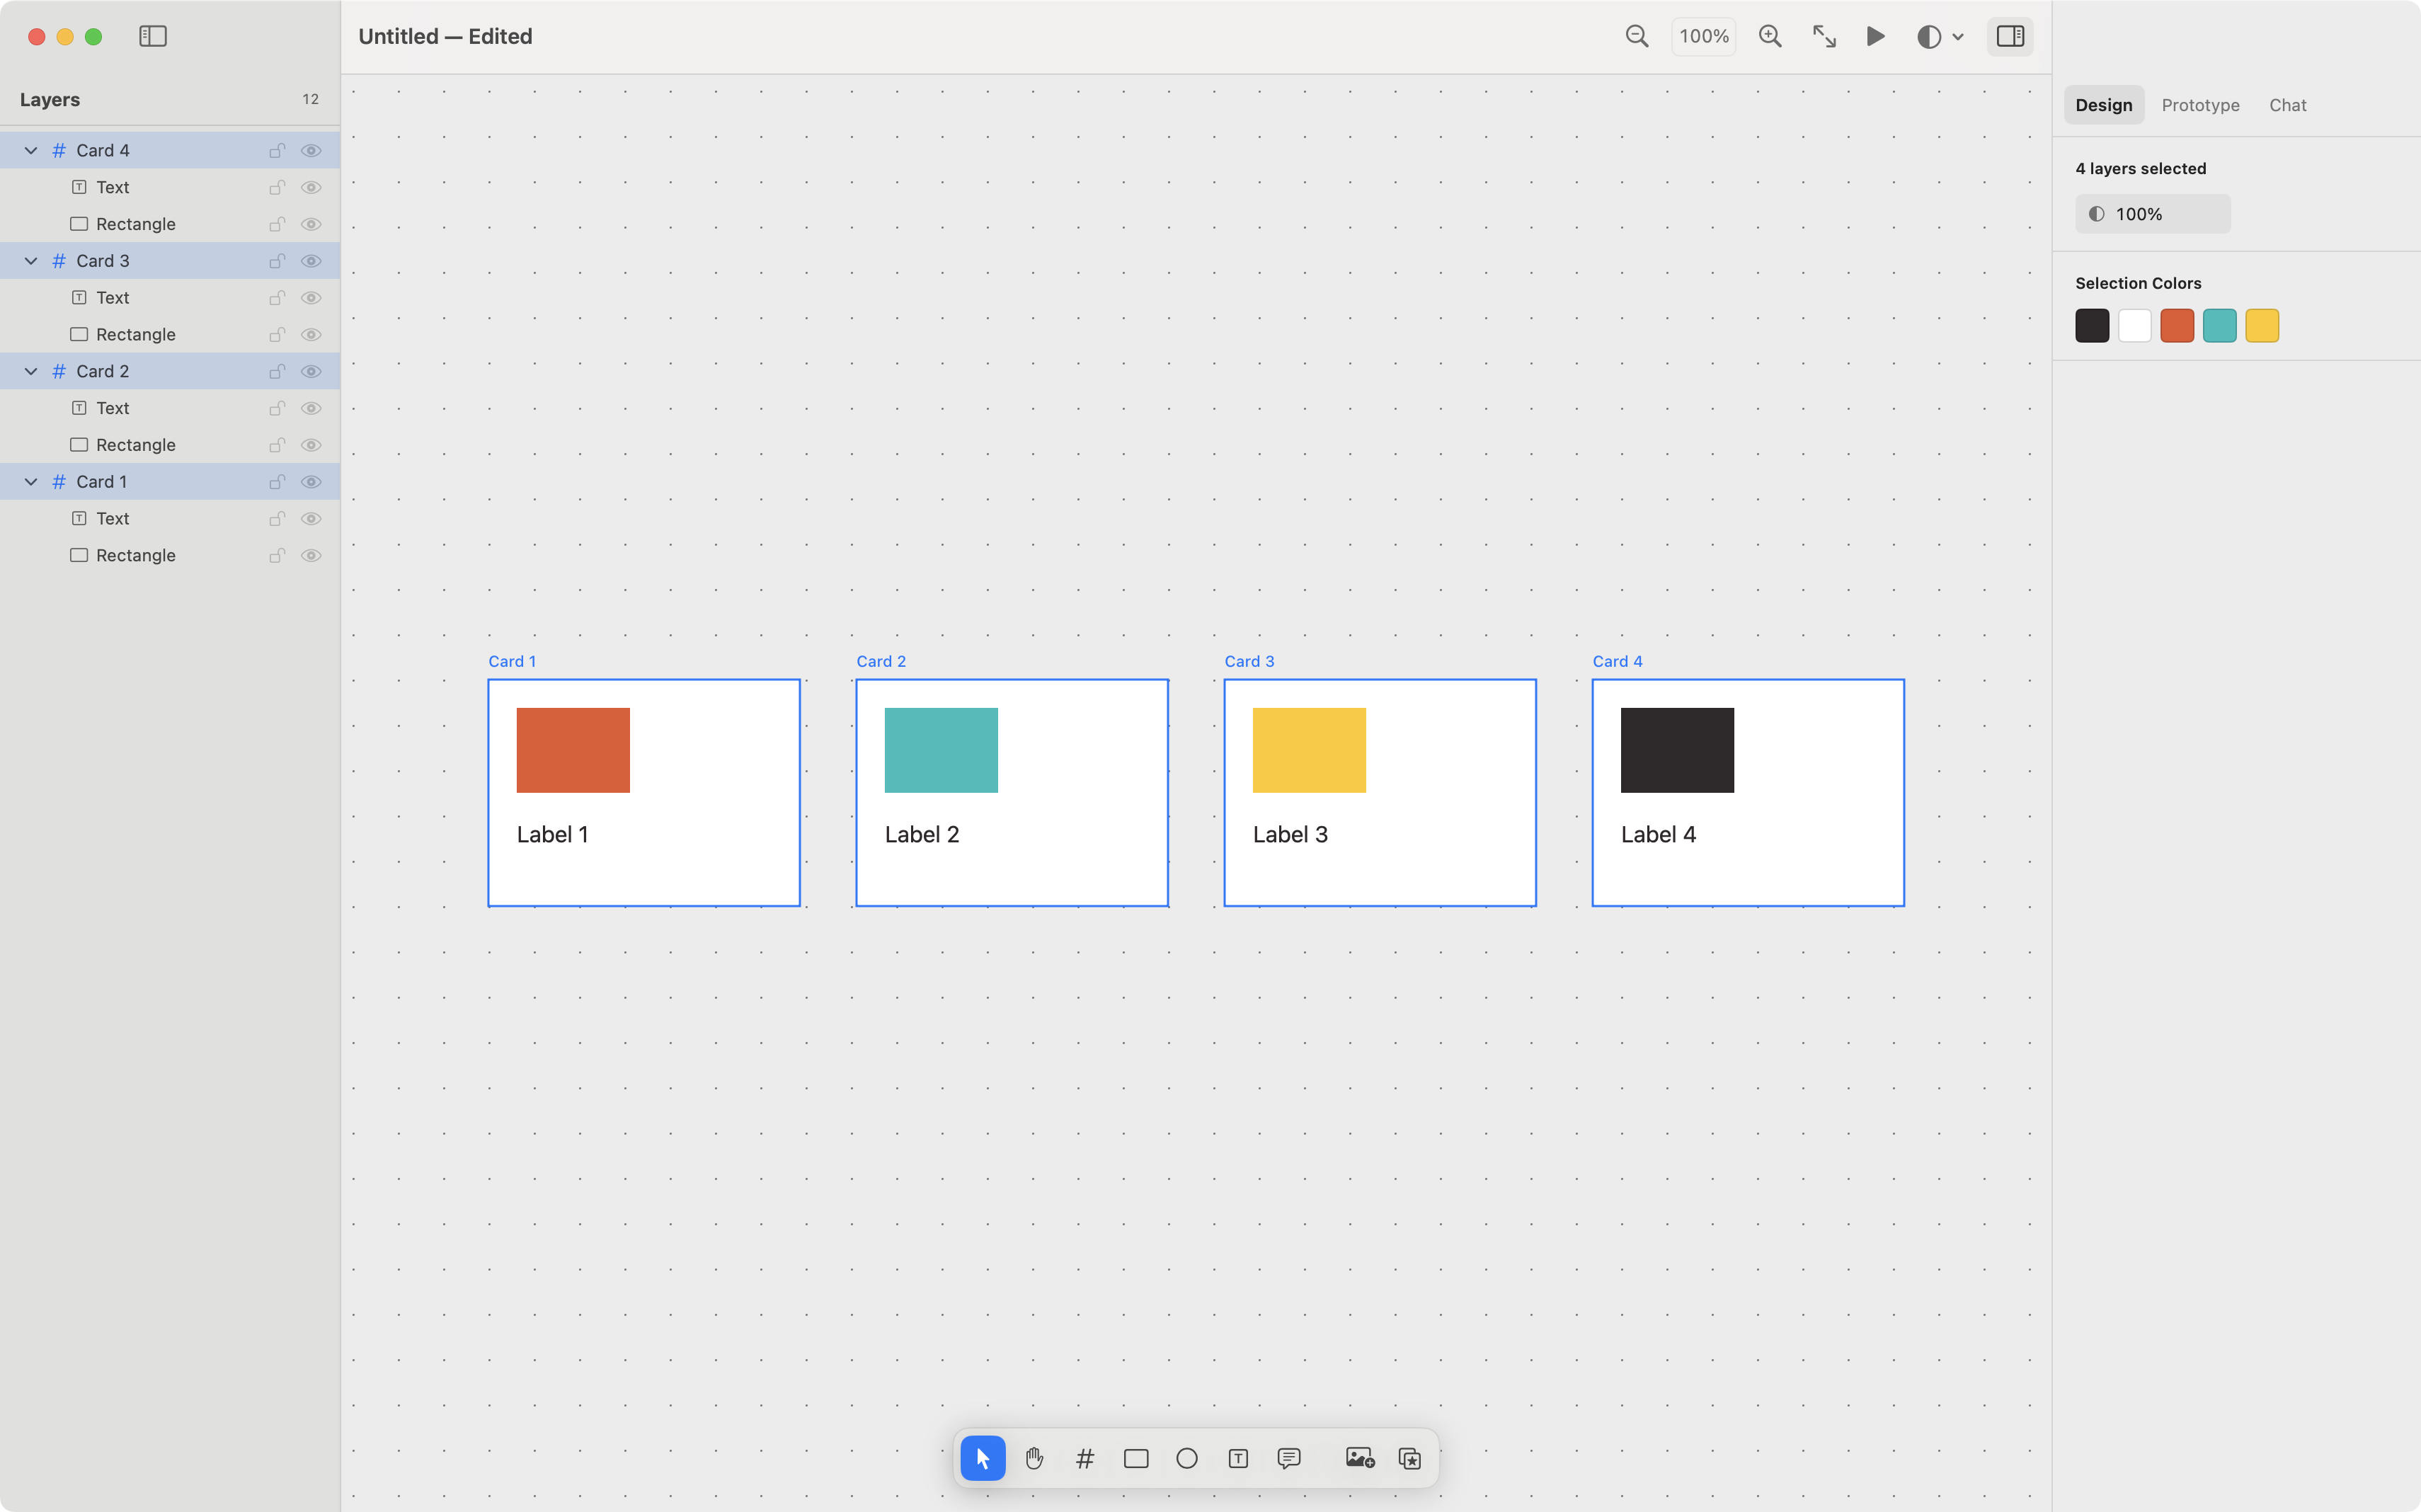 Untitled — Edited
100%
Layers
12
Card 4
Text
Rectangle
Card 3
Text
Rectangle
Card 2
Text
Rectangle
Card 1
Text
Rectangle
Card 1
Card 2
Card 3
Card 4
Label 1
Label 2
Label 3
Label 4
Design
Prototype
Chat
4 layers selected
100%
Selection Colors